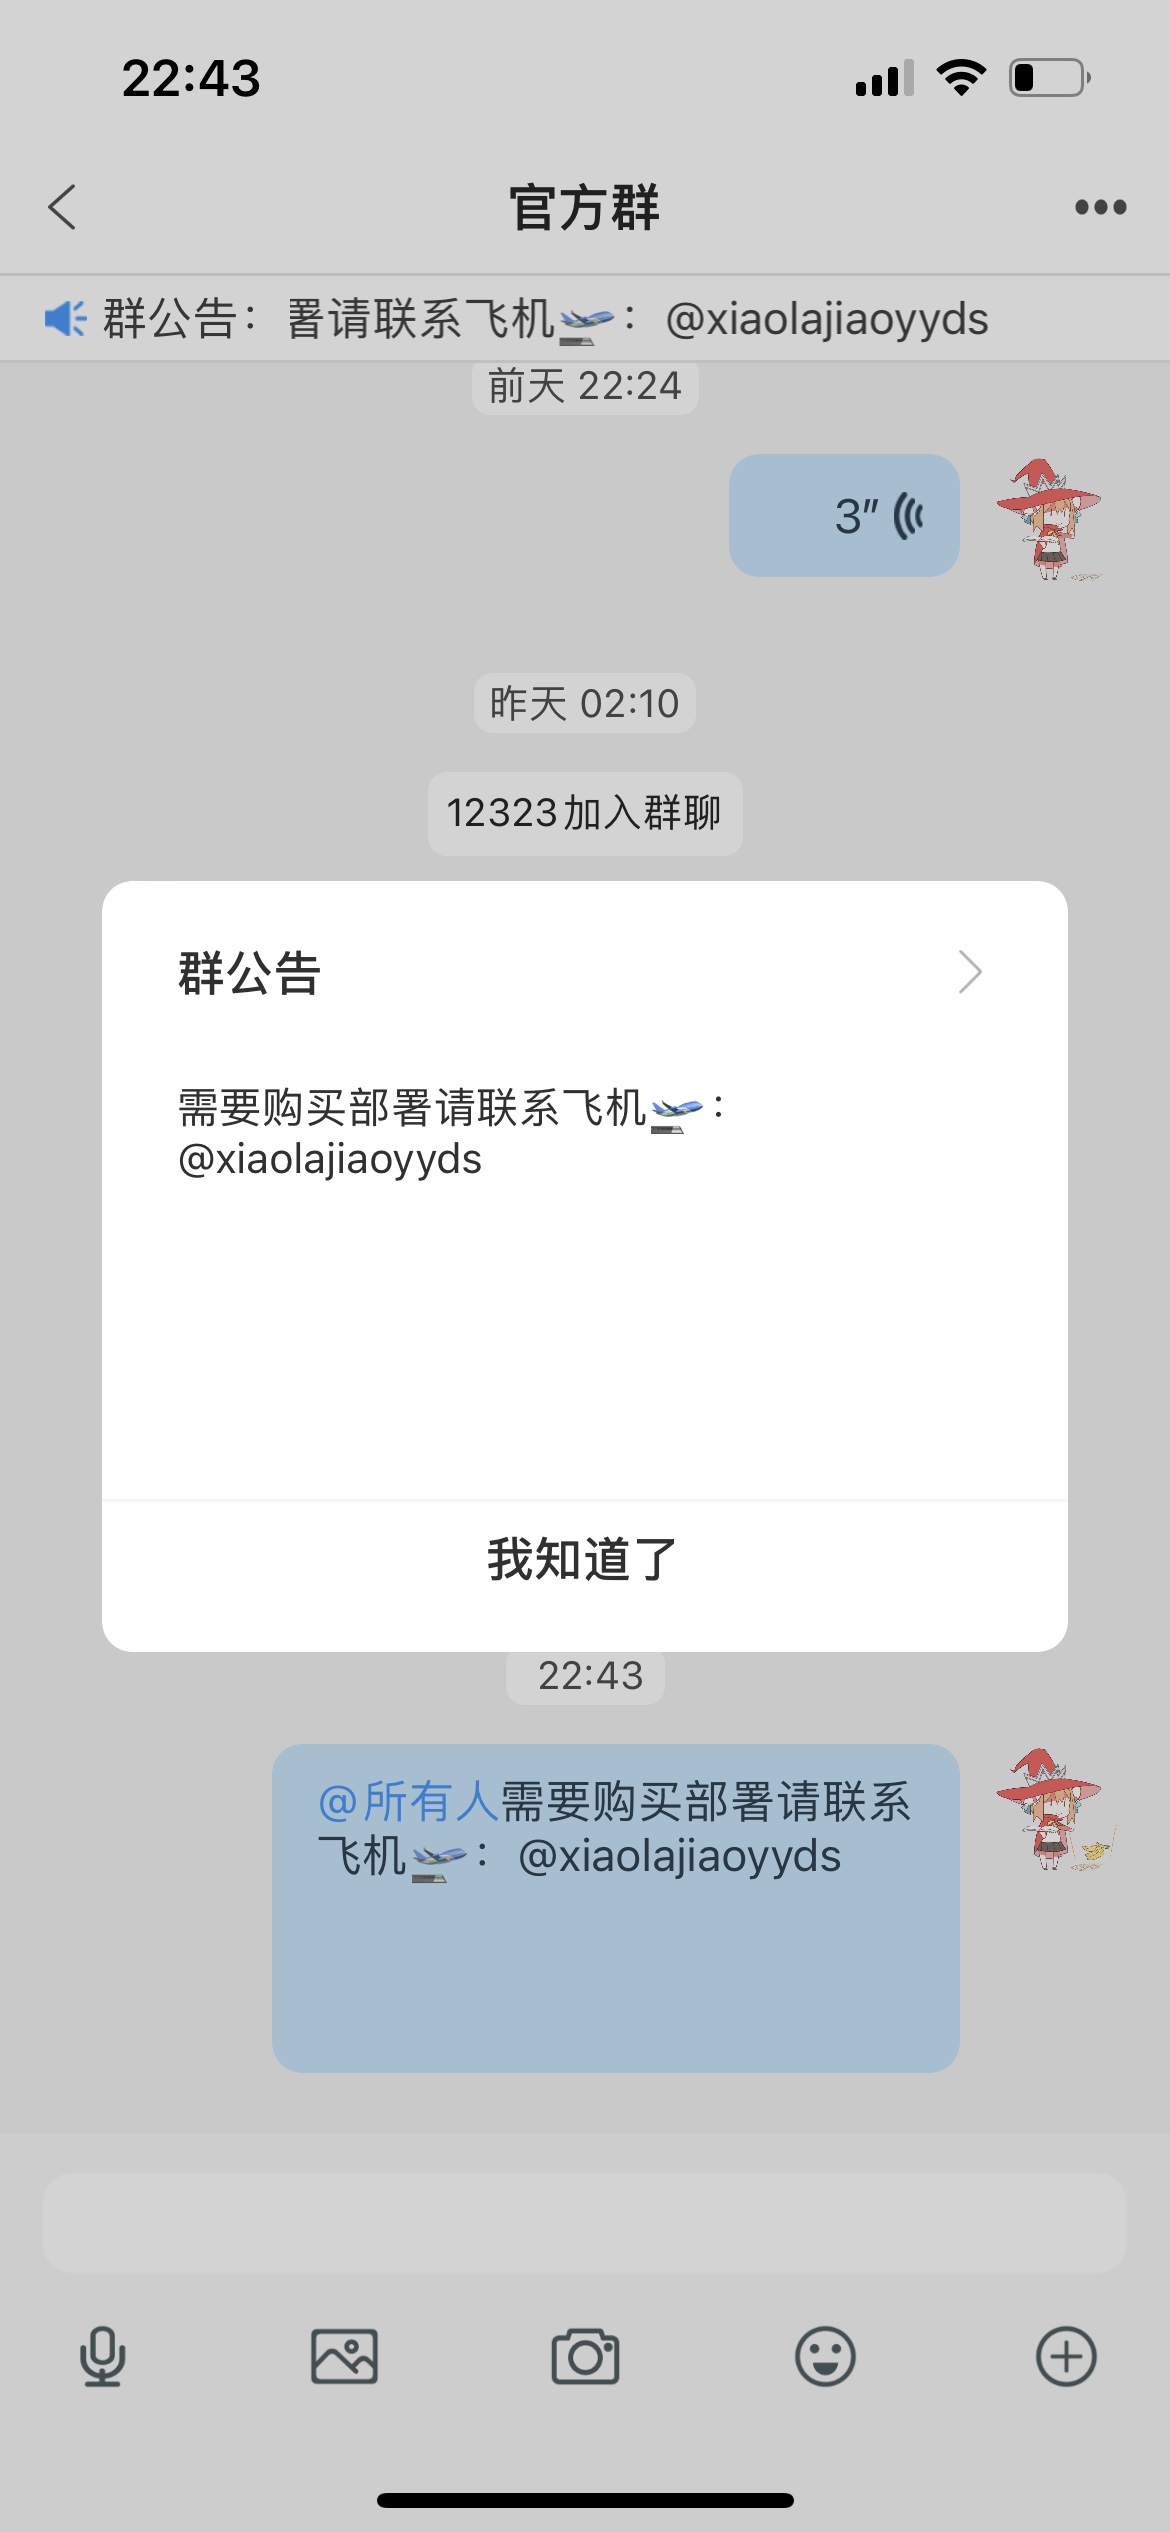 22:43
官方群
群公告: 署请联系飞机🛫: @xiaolajiaoyyds
前天 22:24
3"
昨天 02:10
12323加入群聊
群公告
需要购买部署请联系飞机🛫:
@xiaolajiaoyyds
我知道了
22:43
@所有人需要购买部署请联系
飞机🛫: @xiaolajiaoyyds